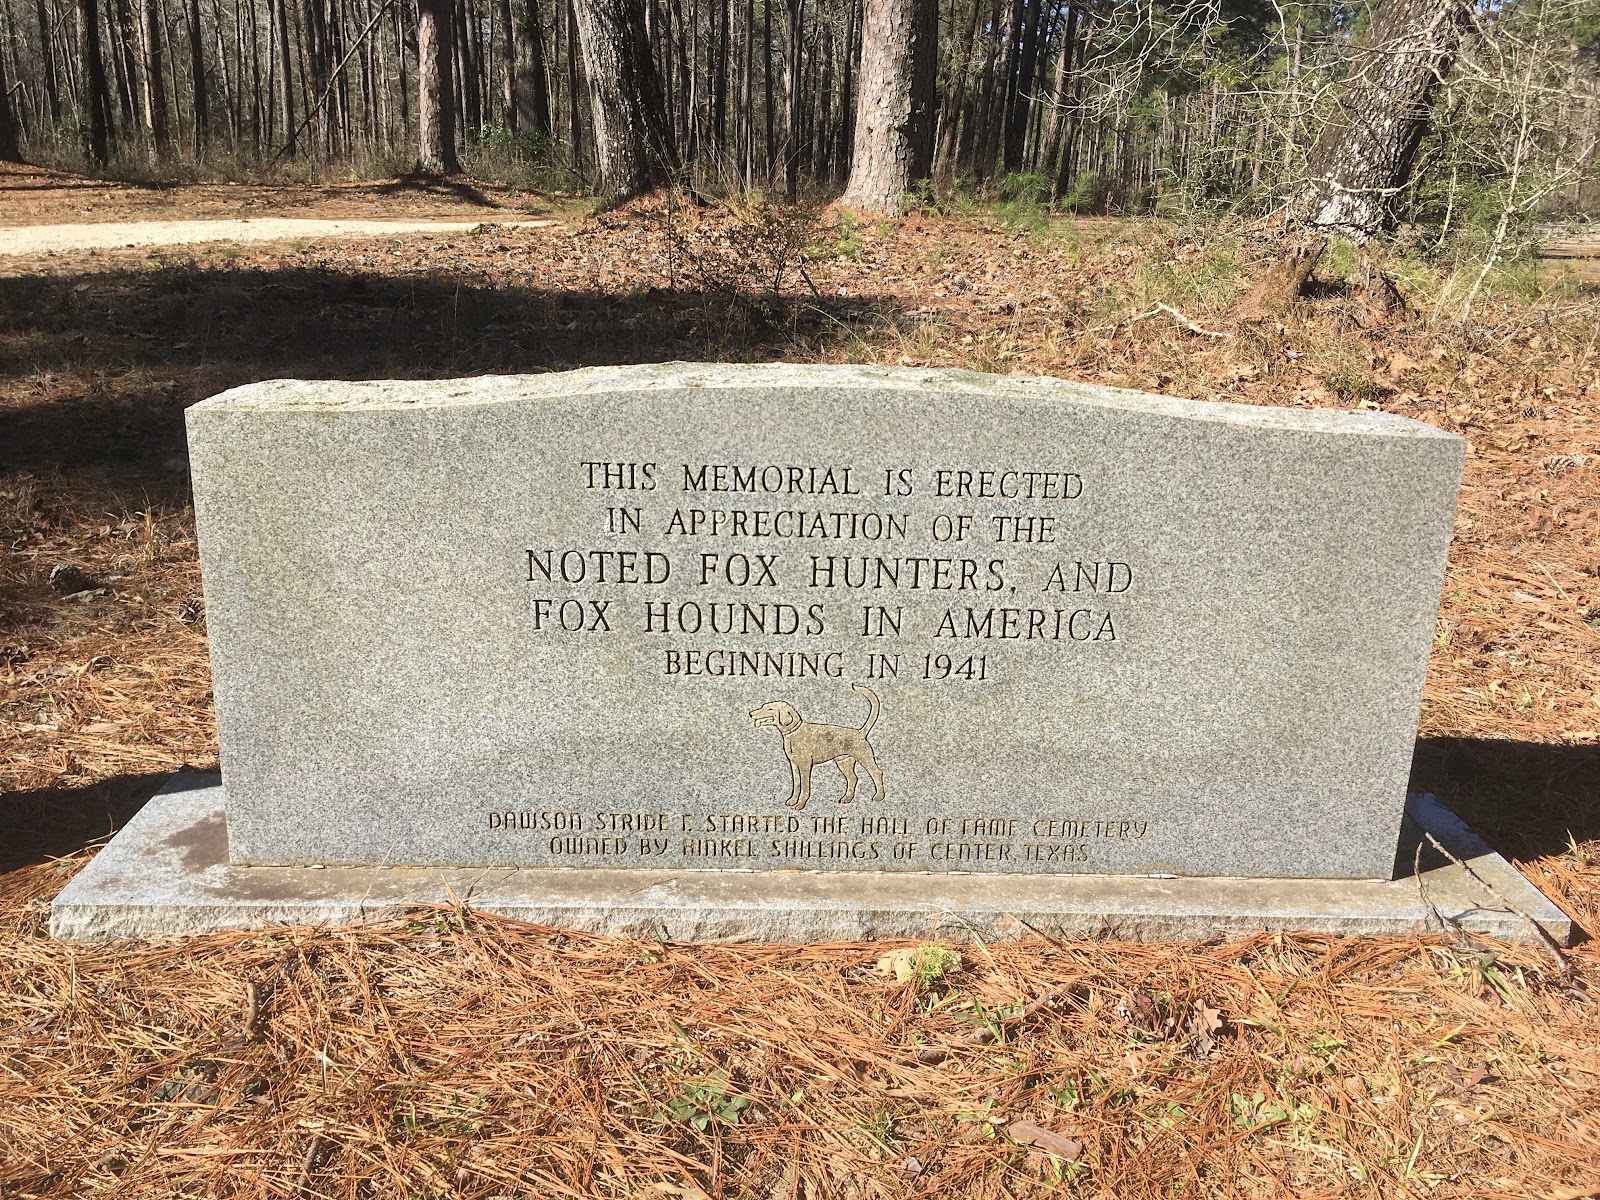 THIS MEMORIAL IS ERECTED
IN APPRECIATION OF THE
NOTED FOX HUNTERS, AND
FOX HOUNDS IN AMERICA
BEGINNING IN 1941
DAWSON STRIDE F. STARTED THE HALL OF FAME CEMETERY
OWNED BY HINKEL SHILLINGS OF CENTER, TEXAS